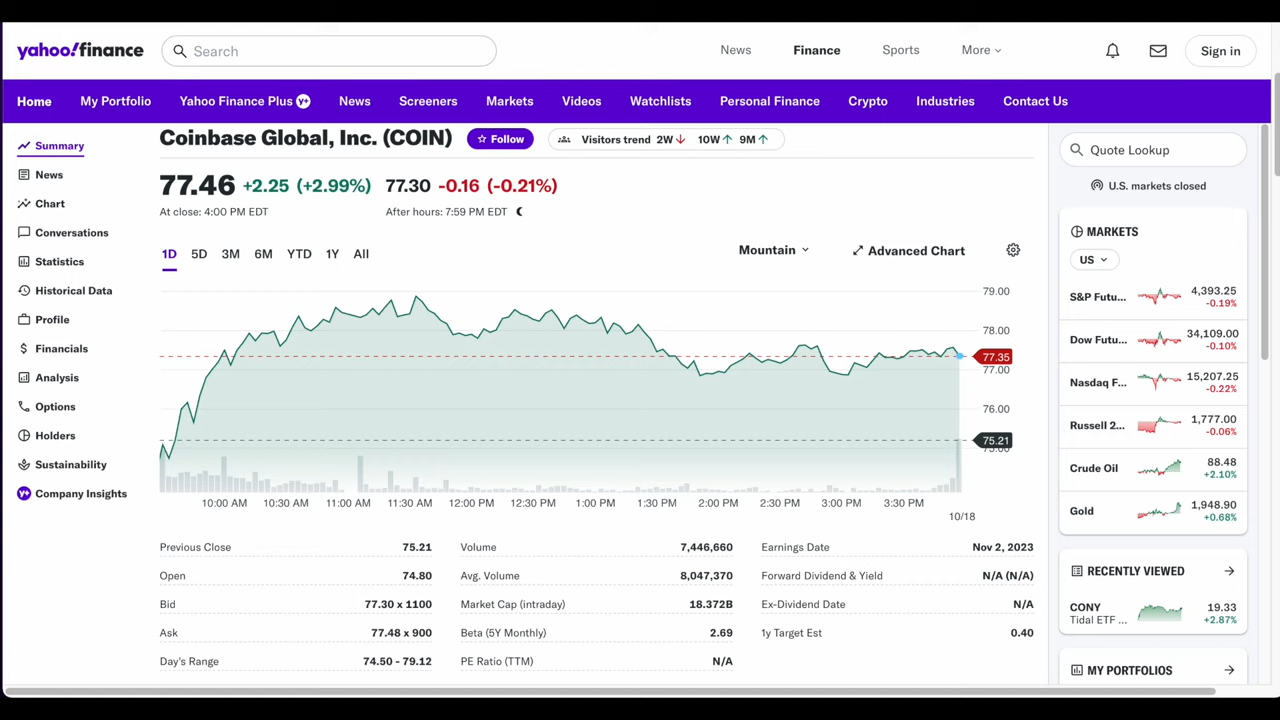 yahoo!finance
Search
News Finance Sports More
Sign in
Home My Portfolio Yahoo Finance Plus Y+ News Screeners Markets Videos Watchlists Personal Finance Crypto Industries Contact Us
Summary
News
Chart
Conversations
Statistics
Historical Data
Profile
$ Financials
Analysis
Options
Holders
Sustainability
Y+ Company Insights
Coinbase Global, Inc. (COIN) Follow Visitors trend 2W↓ 10W↑ 9M↑
77.46 +2.25 (+2.99%) 77.30 -0.16 (-0.21%)
At close: 4:00 PM EDT After hours: 7:59 PM EDT
1D 5D 3M 6M YTD 1Y All Mountain Advanced Chart
79.00
78.00
77.35
77.00
76.00
75.21
75.00
10:00 AM 10:30 AM 11:00 AM 11:30 AM 12:00 PM 12:30 PM 1:00 PM 1:30 PM 2:00 PM 2:30 PM 3:00 PM 3:30 PM
10/18
Previous Close 75.21
Open 74.80
Bid 77.30 x 1100
Ask 77.48 x 900
Day's Range 74.50 - 79.12
Volume 7,446,660
Avg. Volume 8,047,370
Market Cap (intraday) 18.372B
Beta (5Y Monthly) 2.69
PE Ratio (TTM) N/A
Earnings Date Nov 2, 2023
Forward Dividend & Yield N/A (N/A)
Ex-Dividend Date N/A
1y Target Est 0.40
Quote Lookup
U.S. markets closed
MARKETS
US
S&P Futu... 4,393.25
-0.19%
Dow Futu... 34,109.00
-0.10%
Nasdaq F... 15,207.25
-0.22%
Russell 2... 1,777.00
-0.06%
Crude Oil 88.48
+2.10%
Gold 1,948.90
+0.68%
RECENTLY VIEWED
CONY 19.33
Tidal ETF ... +2.87%
MY PORTFOLIOS